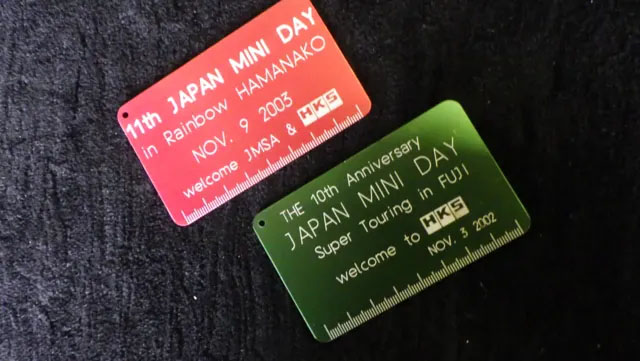 11th JAPAN MINI DAY
in Rainbow HAMANAKO
NOV. 9 2003
welcome JMSA & HKS
THE 10th Anniversary
JAPAN MINI DAY
Super Touring in FUJI
welcome to HKS
NOV. 3 2002